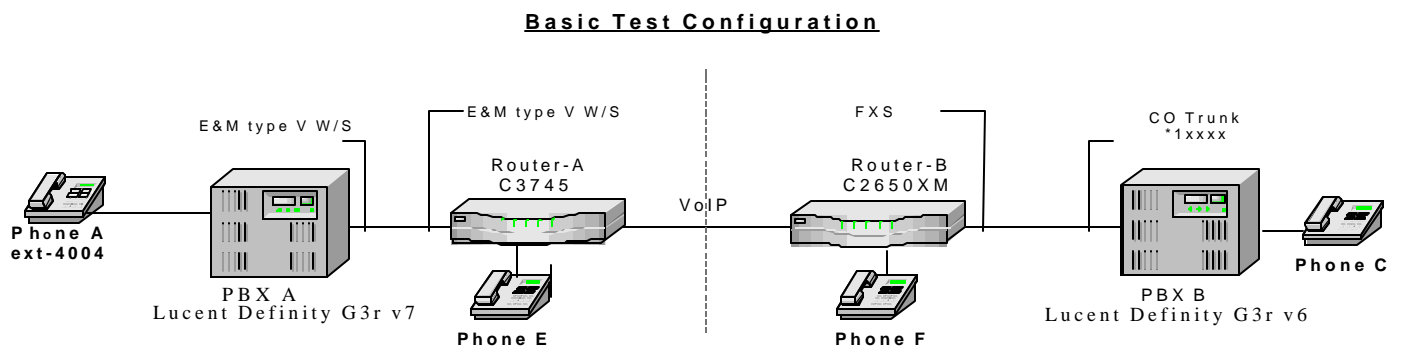 Basic Test Configuration
E&M type V W/S
E&M type V W/S
FXS
CO Trunk
*1xxxx
Router-A
C3745
Router-B
C2650XM
VoIP
Phone A
ext-4004
PBX A
Lucent Definity G3r v7
Phone E
Phone F
PBX B
Lucent Definity G3r v6
Phone C